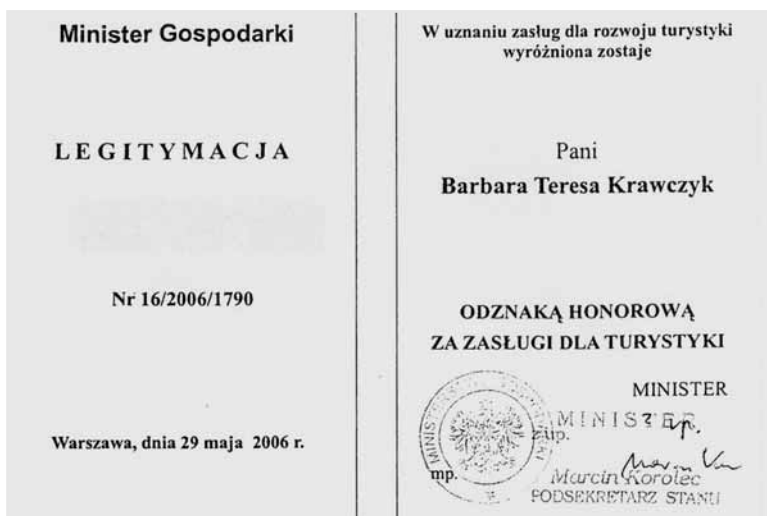 Minister Gospodarki
LEGITYMACJA
Nr 16/2006/1790
Warszawa, dnia 29 maja 2006 r.
W uznaniu zasług dla rozwoju turystyki
wyróżniona zostaje
Pani
Barbara Teresa Krawczyk
ODZNAKĄ HONOROWĄ
ZA ZASŁUGI DLA TURYSTYKI
MINISTER
MINISTER
z up.
mp.
Marcin Korolec
PODSEKRETARZ STANU